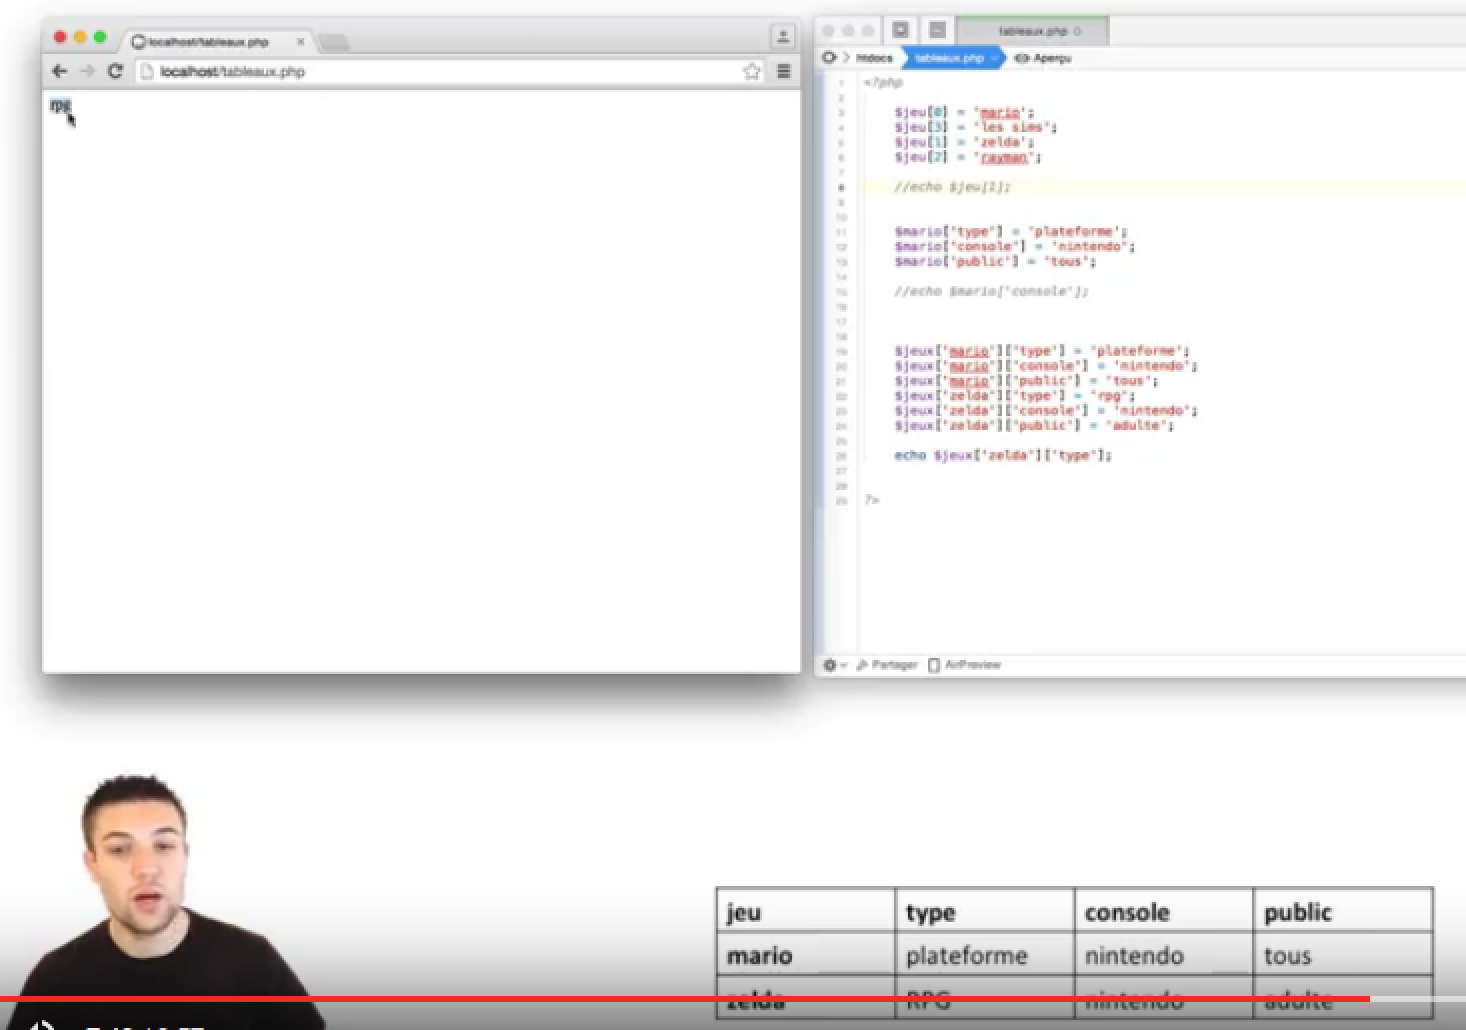 localhost/tableaux.php
localhost/tableaux.php
rpg
tableaux.php
htdocs
tableaux.php
Aperçu
1 <?php
2
3 $jeu[0] = 'mario';
4 $jeu[3] = 'les sims';
5 $jeu[1] = 'zelda';
6 $jeu[2] = 'rayman';
7
8 //echo $jeu[1];
9
10
11 $mario['type'] = 'plateforme';
12 $mario['console'] = 'nintendo';
13 $mario['public'] = 'tous';
14
15 //echo $mario['console'];
16
17
18
19 $jeux['mario']['type'] = 'plateforme';
20 $jeux['mario']['console'] = 'nintendo';
21 $jeux['mario']['public'] = 'tous';
22 $jeux['zelda']['type'] = 'rpg';
23 $jeux['zelda']['console'] = 'nintendo';
24 $jeux['zelda']['public'] = 'adulte';
25
26 echo $jeux['zelda']['type'];
27
28
29 ?>
Partager AirPreview
jeu type console public
mario plateforme nintendo tous
zelda RPG nintendo adulte